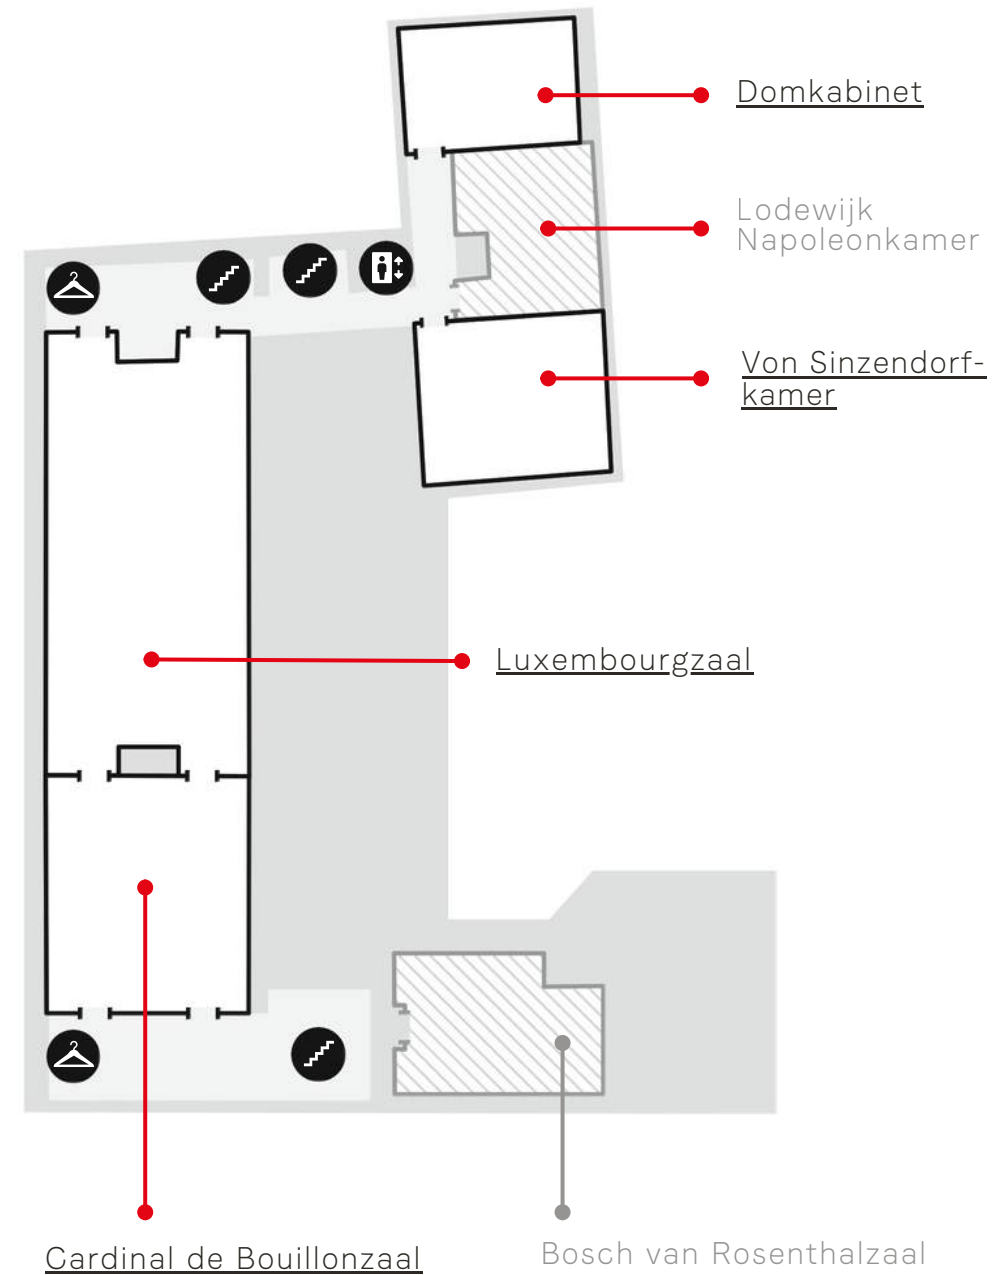 Domkabinet
Lodewijk
Napoleonkamer
Von Sinzendorf-
kamer
Luxembourgzaal
Cardinal de Bouillonzaal
Bosch van Rosenthalzaal